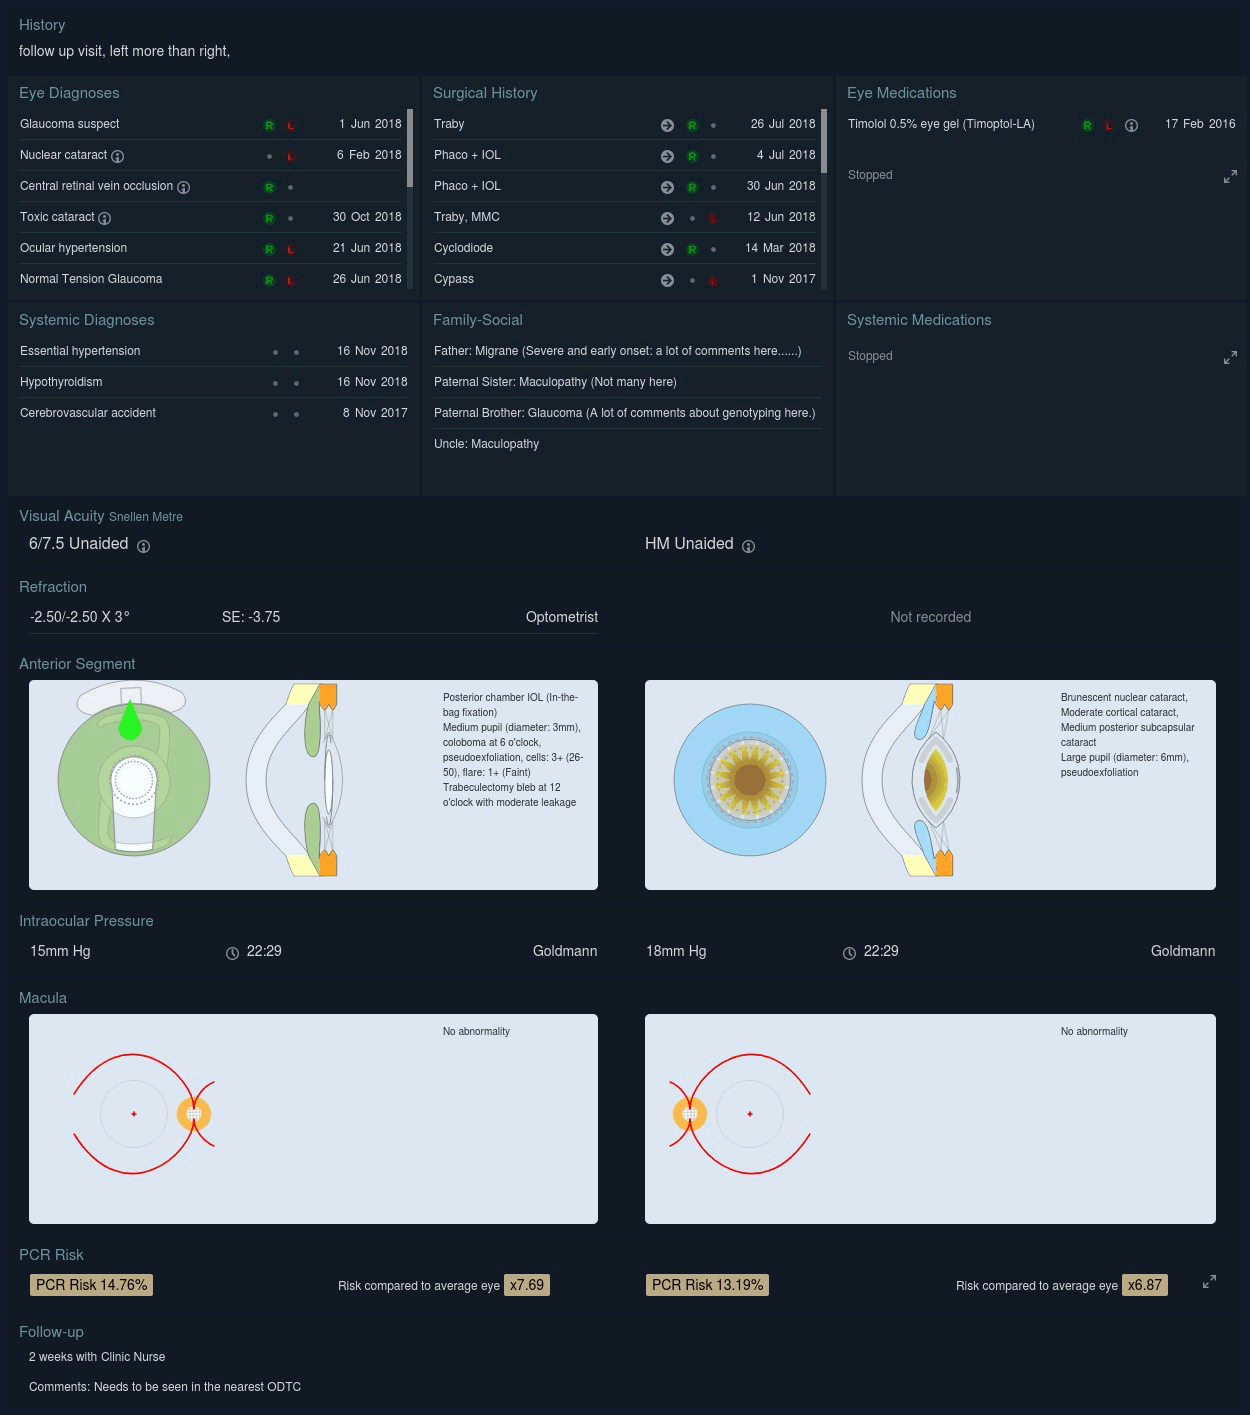 History
follow up visit, left more than right,
Eye Diagnoses
Glaucoma suspect R L 1 Jun 2018
Nuclear cataract L 6 Feb 2018
Central retinal vein occlusion R
Toxic cataract R 30 Oct 2018
Ocular hypertension R L 21 Jun 2018
Normal Tension Glaucoma R L 26 Jun 2018
Surgical History
Traby R 26 Jul 2018
Phaco + IOL R 4 Jul 2018
Phaco + IOL R 30 Jun 2018
Traby, MMC L 12 Jun 2018
Cyclodiode R 14 Mar 2018
Cypass L 1 Nov 2017
Eye Medications
Timolol 0.5% eye gel (Timoptol-LA) R L 17 Feb 2016
Stopped
Systemic Diagnoses
Essential hypertension 16 Nov 2018
Hypothyroidism 16 Nov 2018
Cerebrovascular accident 8 Nov 2017
Family-Social
Father: Migrane (Severe and early onset: a lot of comments here......)
Paternal Sister: Maculopathy (Not many here)
Paternal Brother: Glaucoma (A lot of comments about genotyping here.)
Uncle: Maculopathy
Systemic Medications
Stopped
Visual Acuity Snellen Metre
6/7.5 Unaided
HM Unaided
Refraction
-2.50/-2.50 X 3° SE: -3.75 Optometrist
Not recorded
Anterior Segment
Posterior chamber IOL (In-the-
bag fixation)
Medium pupil (diameter: 3mm),
coloboma at 6 o'clock,
pseudoexfoliation, cells: 3+ (26-
50), flare: 1+ (Faint)
Trabeculectomy bleb at 12
o'clock with moderate leakage
Brunescent nuclear cataract,
Moderate cortical cataract,
Medium posterior subcapsular
cataract
Large pupil (diameter: 6mm),
pseudoexfoliation
Intraocular Pressure
15mm Hg 22:29 Goldmann
18mm Hg 22:29 Goldmann
Macula
No abnormality
No abnormality
PCR Risk
PCR Risk 14.76% Risk compared to average eye x7.69
PCR Risk 13.19% Risk compared to average eye x6.87
Follow-up
2 weeks with Clinic Nurse
Comments: Needs to be seen in the nearest ODTC